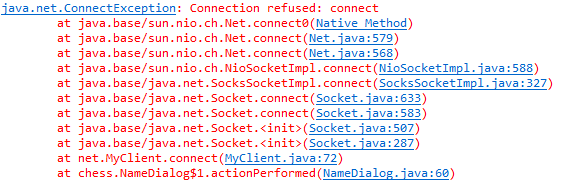 java.net.ConnectException: Connection refused: connect
at java.base/sun.nio.ch.Net.connect0(Native Method)
at java.base/sun.nio.ch.Net.connect(Net.java:579)
at java.base/sun.nio.ch.Net.connect(Net.java:568)
at java.base/sun.nio.ch.NioSocketImpl.connect(NioSocketImpl.java:588)
at java.base/java.net.SocksSocketImpl.connect(SocksSocketImpl.java:327)
at java.base/java.net.Socket.connect(Socket.java:633)
at java.base/java.net.Socket.connect(Socket.java:583)
at java.base/java.net.Socket.<init>(Socket.java:507)
at java.base/java.net.Socket.<init>(Socket.java:287)
at net.MyClient.connect(MyClient.java:72)
at chess.NameDialog$1.actionPerformed(NameDialog.java:60)